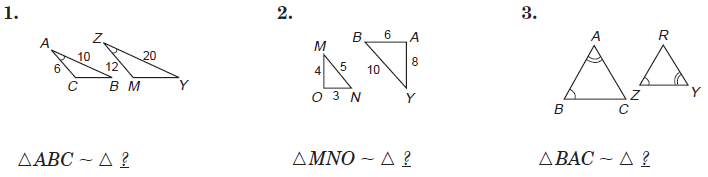 1.
A
10
6
C
B
Z
20
12
M
Y
△ABC ~ △ ?
2.
M
4
5
O
3
N
B
6
A
10
8
Y
△MNO ~ △ ?
3.
A
B
C
R
Z
Y
△BAC ~ △ ?